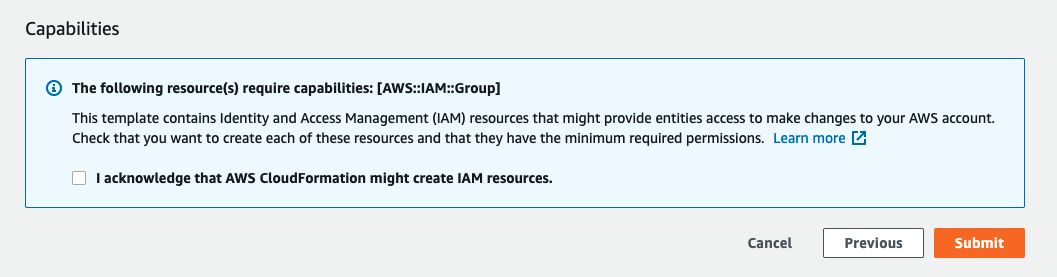 Capabilities
The following resource(s) require capabilities: [AWS::IAM::Group]
This template contains Identity and Access Management (IAM) resources that might provide entities access to make changes to your AWS account.
Check that you want to create each of these resources and that they have the minimum required permissions. Learn more
I acknowledge that AWS CloudFormation might create IAM resources.
Cancel Previous Submit